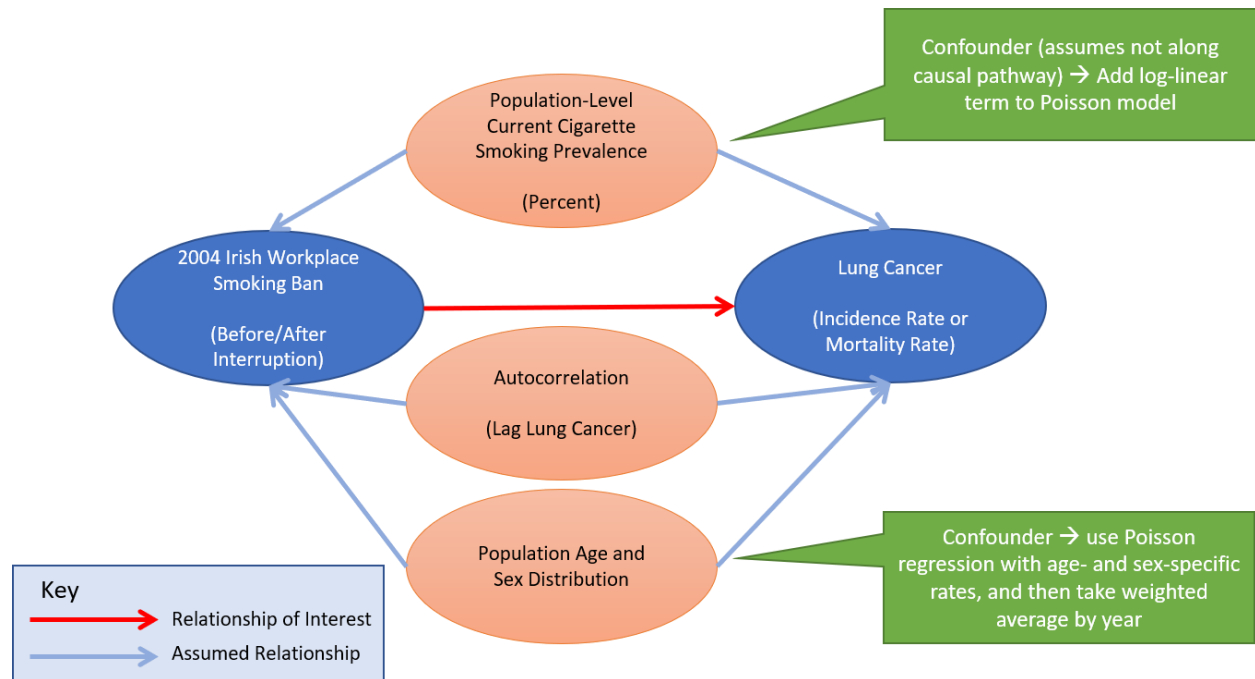 Confounder (assumes not along
causal pathway) → Add log-linear
term to Poisson model
Population-Level
Current Cigarette
Smoking Prevalence
(Percent)
2004 Irish Workplace
Smoking Ban
(Before/After
Interruption)
Lung Cancer
(Incidence Rate or
Mortality Rate)
Autocorrelation
(Lag Lung Cancer)
Population Age and
Sex Distribution
Confounder → use Poisson
regression with age- and sex-specific
rates, and then take weighted
average by year
Key
Relationship of Interest
Assumed Relationship